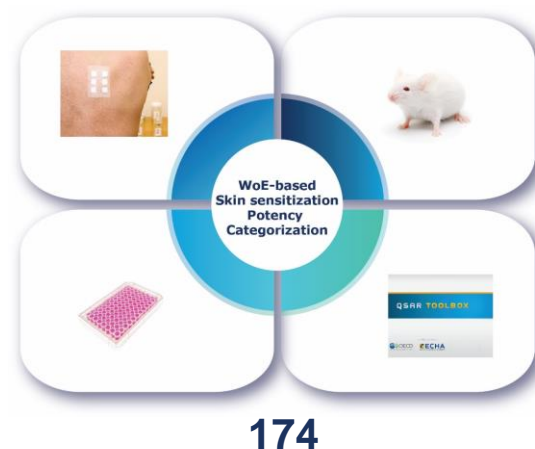 WoE-based
Skin sensitization
Potency
Categorization
QSAR TOOLBOX
OECD
ECHA
174